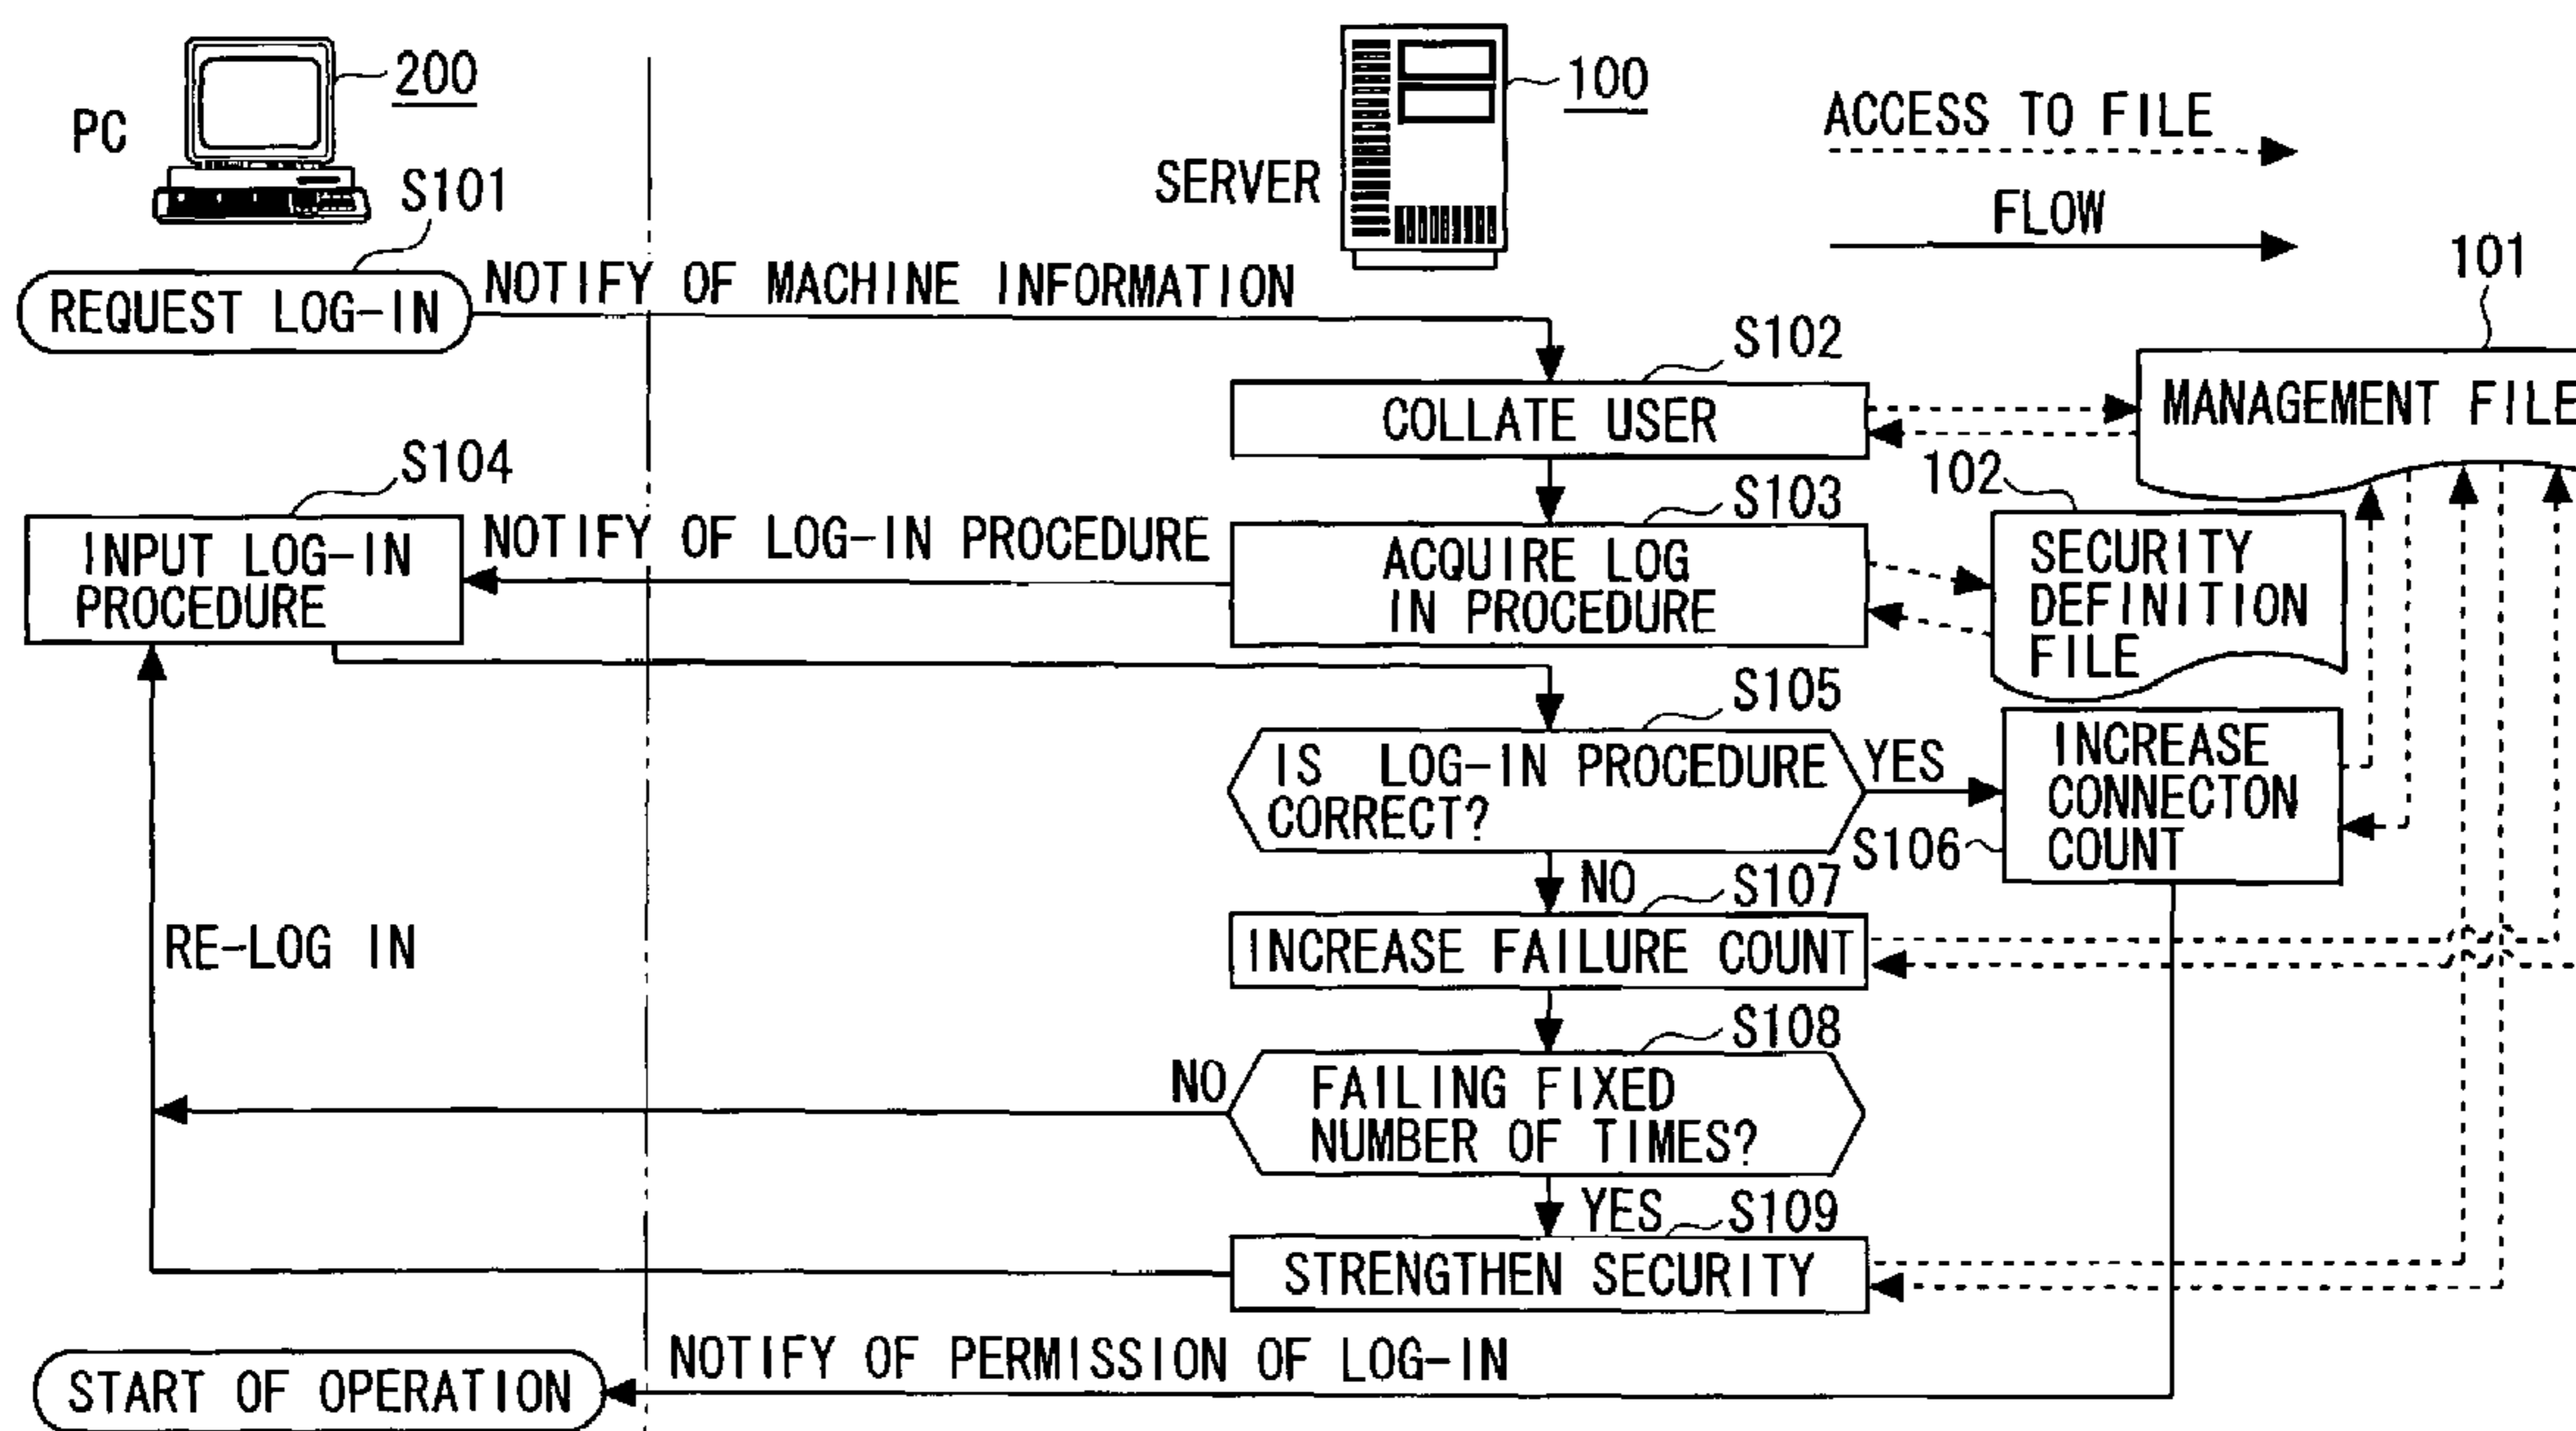 200
PC
S101
SERVER
100
ACCESS TO FILE
FLOW
REQUEST LOG-IN
NOTIFY OF MACHINE INFORMATION
S102
COLLATE USER
101
MANAGEMENT FILE
S104
INPUT LOG-IN
PROCEDURE
NOTIFY OF LOG-IN PROCEDURE
S103
ACQUIRE LOG
IN PROCEDURE
102
SECURITY
DEFINITION
FILE
S105
IS LOG-IN PROCEDURE
CORRECT?
YES
INCREASE
CONNECTON
COUNT
S106
NO
S107
INCREASE FAILURE COUNT
RE-LOG IN
S108
NO
FAILING FIXED
NUMBER OF TIMES?
YES
S109
STRENGTHEN SECURITY
NOTIFY OF PERMISSION OF LOG-IN
START OF OPERATION